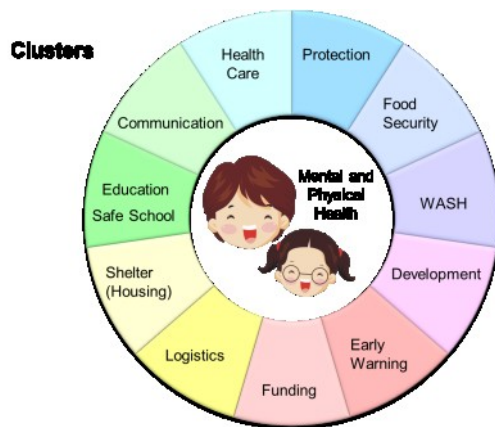 Clusters
Health
Care
Protection
Food
Security
WASH
Development
Early
Warning
Funding
Logistics
Shelter
(Housing)
Education
Safe School
Communication
Mental and
Physical
Health